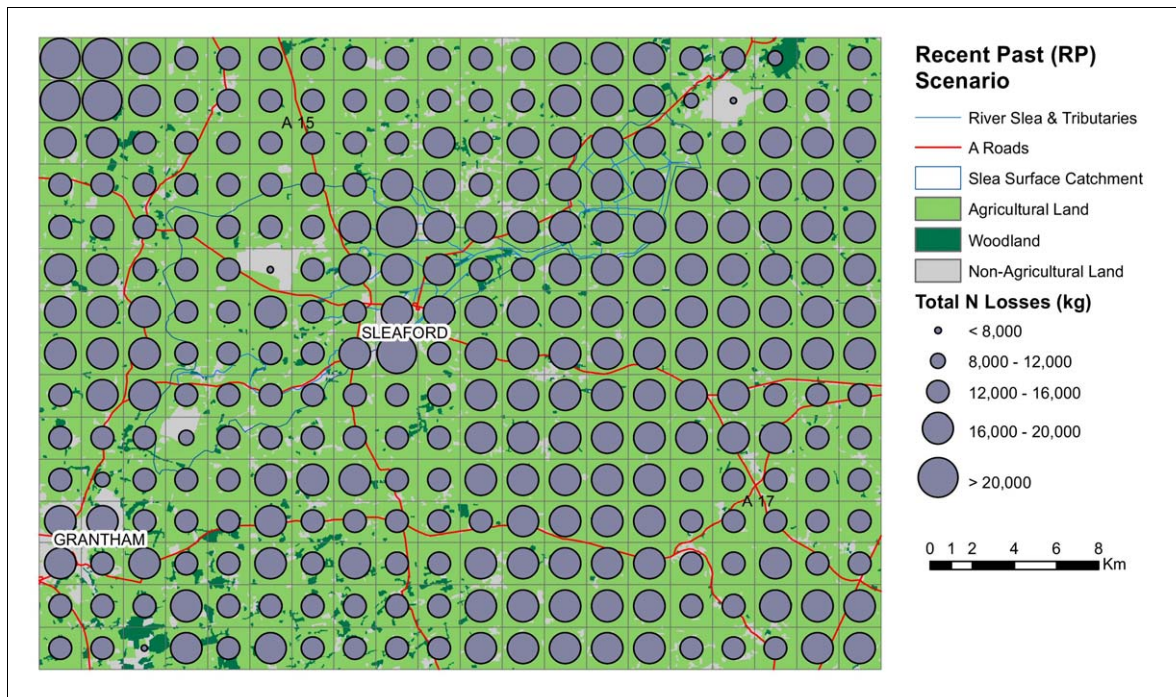 A 15
SLEAFORD
GRANTHAM
A 17
Recent Past (RP)
Scenario
River Slea & Tributaries
A Roads
Slea Surface Catchment
Agricultural Land
Woodland
Non-Agricultural Land
Total N Losses (kg)
< 8,000
8,000 - 12,000
12,000 - 16,000
16,000 - 20,000
> 20,000
0 1 2 4 6 8
Km